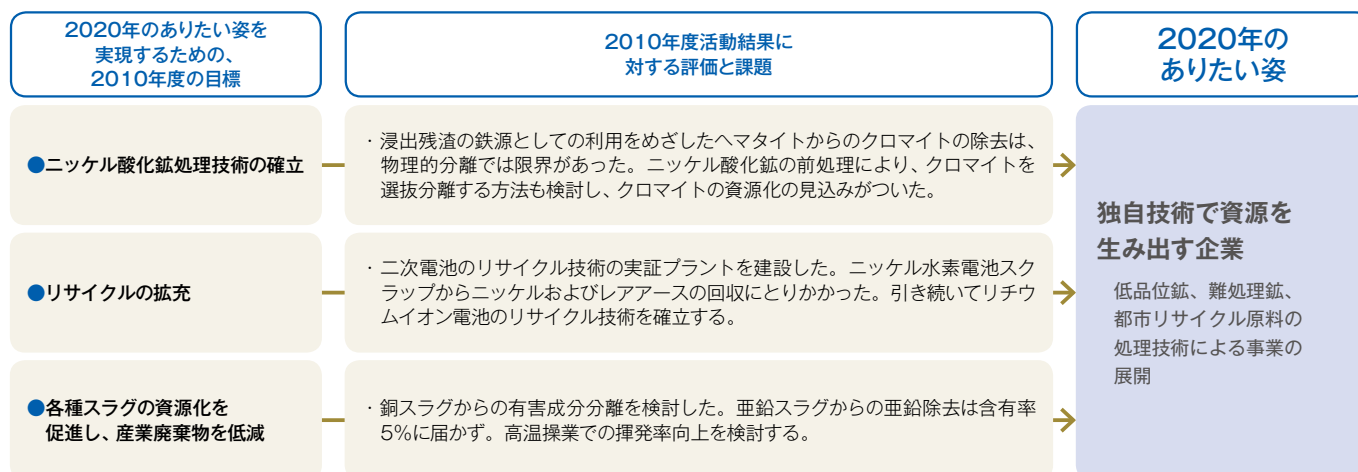 2020年のありたい姿を
実現するための、
2010年度の目標
2010年度活動結果に
対する評価と課題
2020年の
ありたい姿
●ニッケル酸化鉱処理技術の確立
・浸出残渣の鉄源としての利用をめざしたヘマタイトからのクロマイトの除去は、
物理的分離では限界があった。ニッケル酸化鉱の前処理により、クロマイトを
選抜分離する方法も検討し、クロマイトの資源化の見込みがついた。
●リサイクルの拡充
・二次電池のリサイクル技術の実証プラントを建設した。ニッケル水素電池スク
ラップからニッケルおよびレアアースの回収にとりかかった。引き続いてリチウ
ムイオン電池のリサイクル技術を確立する。
●各種スラグの資源化を
促進し、産業廃棄物を低減
・銅スラグからの有害成分分離を検討した。亜鉛スラグからの亜鉛除去は含有率
5%に届かず。高温操業での揮発率向上を検討する。
独自技術で資源を
生み出す企業
低品位鉱、難処理鉱、
都市リサイクル原料の
処理技術による事業の
展開